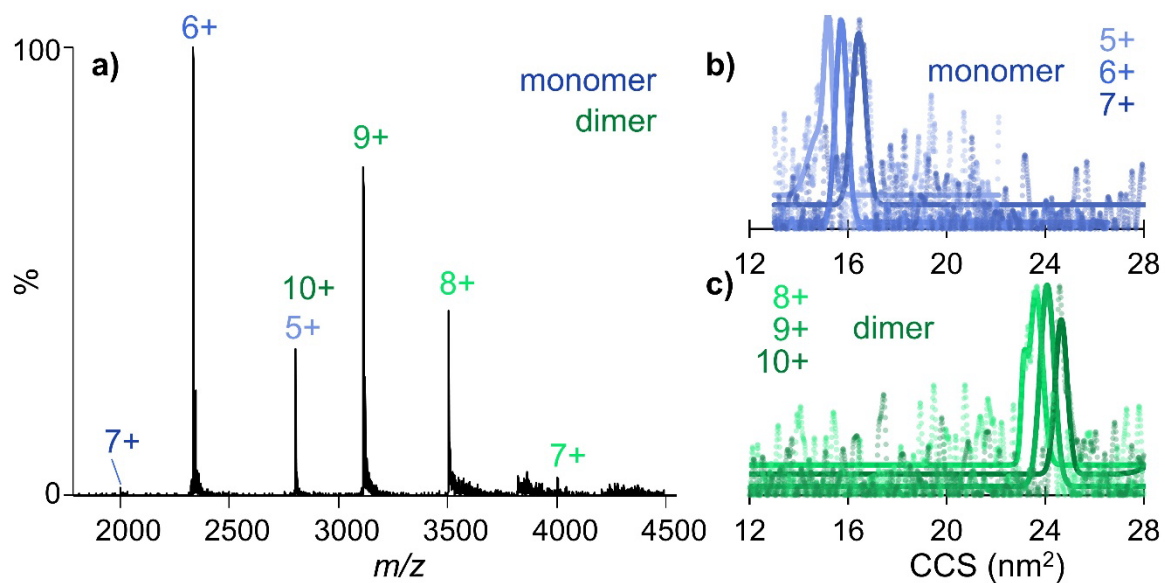 a)
100
%
0
6+
9+
10+
5+
8+
7+
7+
monomer
dimer
2000 2500 3000 3500 4000 4500
m/z
b)
monomer
5+
6+
7+
12 16 20 24 28
c)
8+
9+
10+
dimer
12 16 20 24 28
CCS (nm²)